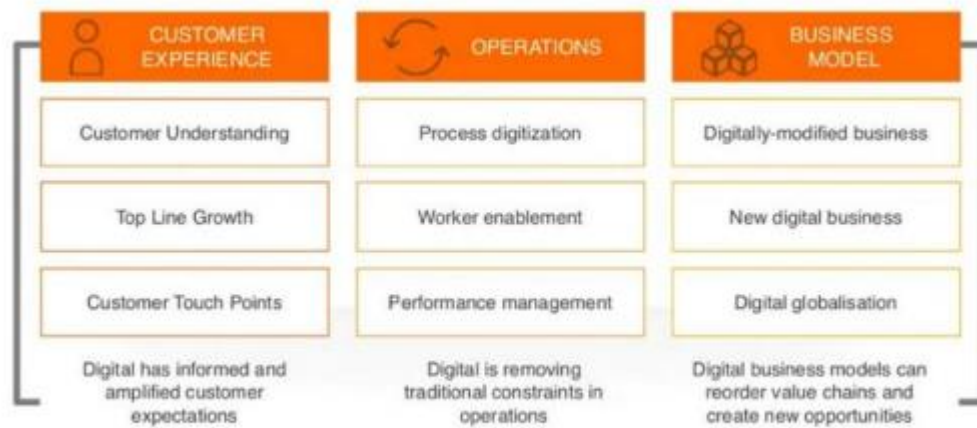 CUSTOMER
EXPERIENCE
Customer Understanding
Top Line Growth
Customer Touch Points
Digital has informed and
amplified customer
expectations
OPERATIONS
Process digitization
Worker enablement
Performance management
Digital is removing
traditional constraints in
operations
BUSINESS
MODEL
Digitally-modified business
New digital business
Digital globalisation
Digital business models can
reorder value chains and
create new opportunities